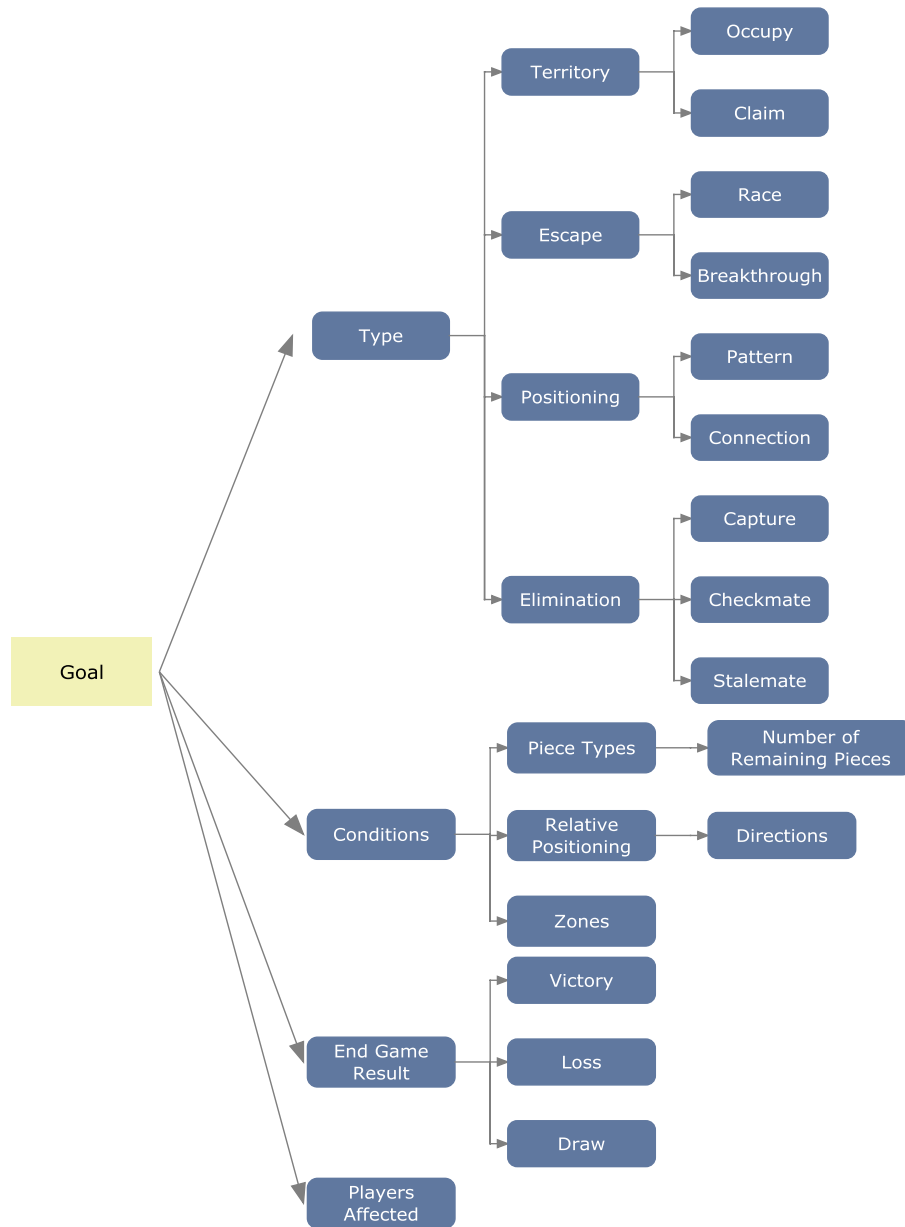 Goal
Type
Territory
Occupy
Claim
Escape
Race
Breakthrough
Positioning
Pattern
Connection
Elimination
Capture
Checkmate
Stalemate
Conditions
Piece Types
Number of
Remaining Pieces
Relative
Positioning
Directions
Zones
End Game
Result
Victory
Loss
Draw
Players
Affected